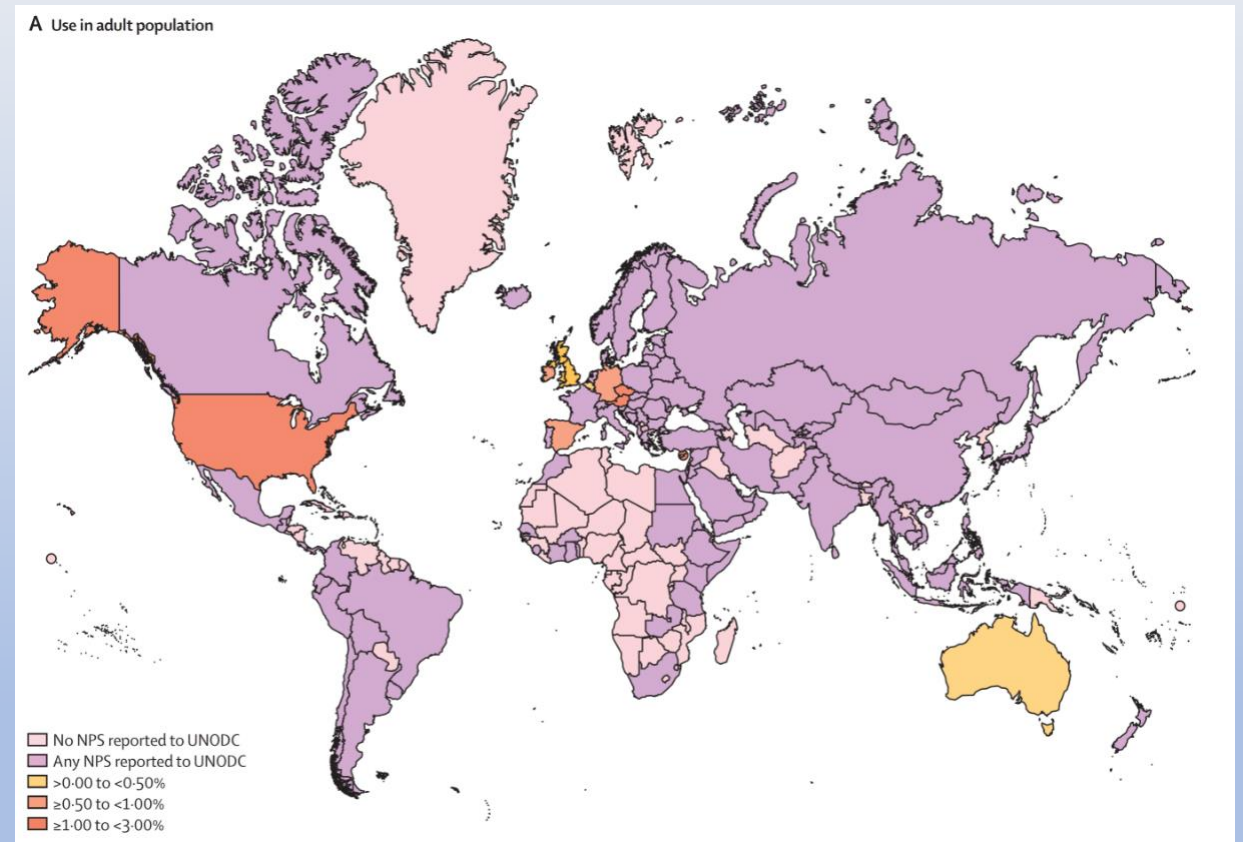 A Use in adult population
No NPS reported to UNODC
Any NPS reported to UNODC
>0·00 to <0·50%
≥0·50 to <1·00%
≥1·00 to <3·00%